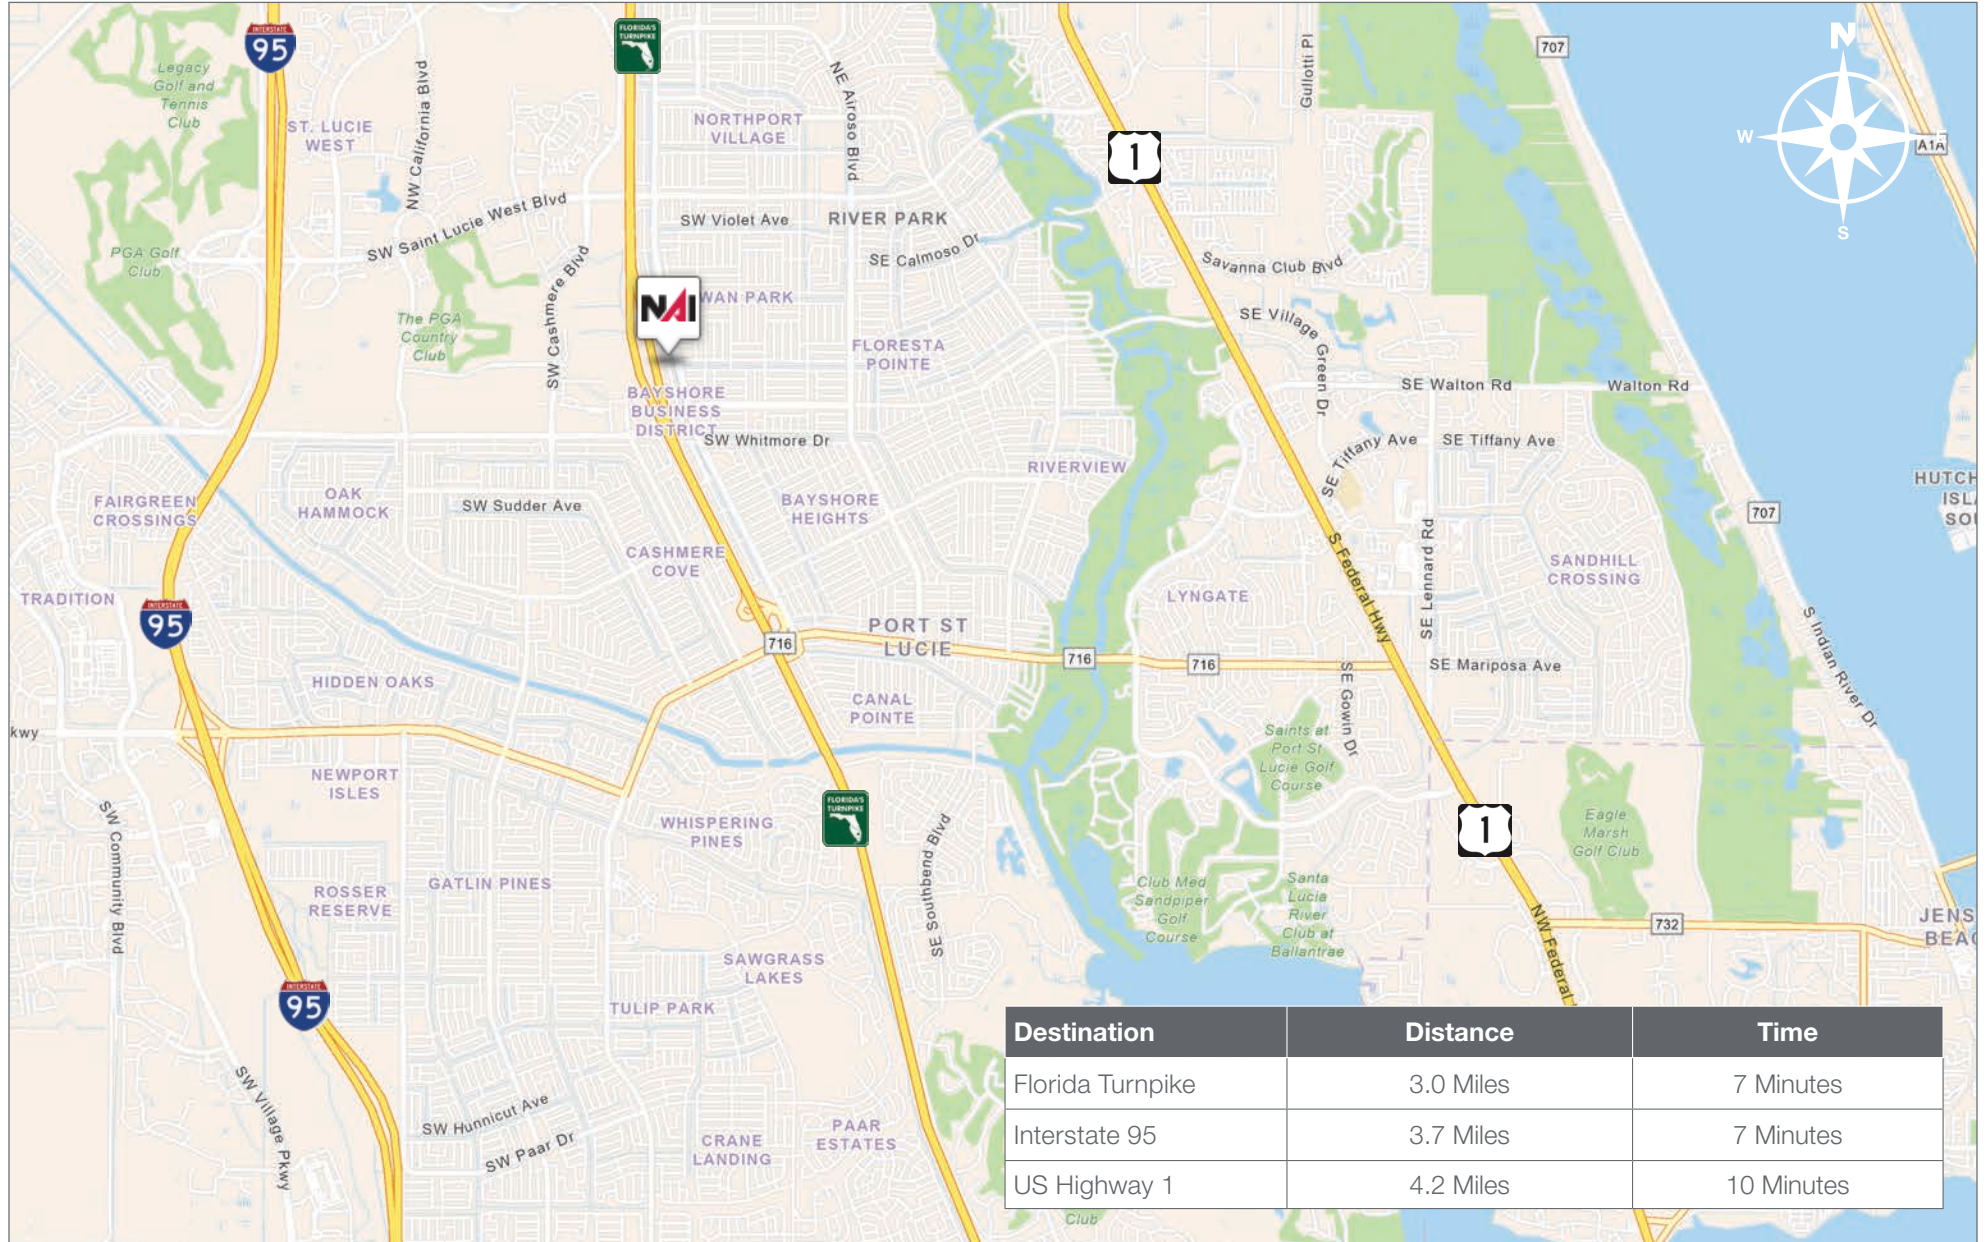 INTERSTATE
95
FLORIDA'S
TURNPIKE
707
N
W
E
S
A1A
1
Legacy
Golf and
Tennis
Club
ST. LUCIE
WEST
NW California Blvd
NORTHPORT
VILLAGE
NE Airoso Blvd
Gullotti Pl
SW Saint Lucie West Blvd
SW Violet Ave
RIVER PARK
SE Calmoso Dr
Savanna Club Blvd
PGA Golf
Club
SW Cashmere Blvd
NAI
WAN PARK
The PGA
Country
Club
FLORESTA
POINTE
SE Village Green Dr
SE Walton Rd
Walton Rd
BAYSHORE
BUSINESS
DISTRICT
SW Whitmore Dr
SE Tiffany Ave
SE Tiffany Ave
RIVERVIEW
FAIRGREEN
CROSSINGS
OAK
HAMMOCK
SW Sudder Ave
BAYSHORE
HEIGHTS
HUTCH
ISL
SO
707
CASHMERE
COVE
S Federal Hwy
SE Lennard Rd
SANDHILL
CROSSING
TRADITION
INTERSTATE
95
LYNGATE
S Indian River Dr
PORT ST
LUCIE
716
716
716
SE Mariposa Ave
SE Gowin Dr
HIDDEN OAKS
CANAL
POINTE
kwy
Saints at
Port St
Lucie Golf
Course
NEWPORT
ISLES
SW Community Blvd
WHISPERING
PINES
FLORIDA'S
TURNPIKE
SE Southbend Blvd
1
Eagle
Marsh
Golf Club
ROSSER
RESERVE
GATLIN PINES
Club Med
Sandpiper
Golf
Course
Santa
Lucia
River
Club at
Ballantrae
NW Federal
732
JENS
BEAC
SAWGRASS
LAKES
TULIP PARK
INTERSTATE
95
SW Village Pkwy
SW Hunnicut Ave
SW Paar Dr
CRANE
LANDING
PAAR
ESTATES
Destination Distance Time
Florida Turnpike 3.0 Miles 7 Minutes
Interstate 95 3.7 Miles 7 Minutes
US Highway 1 4.2 Miles 10 Minutes
Club